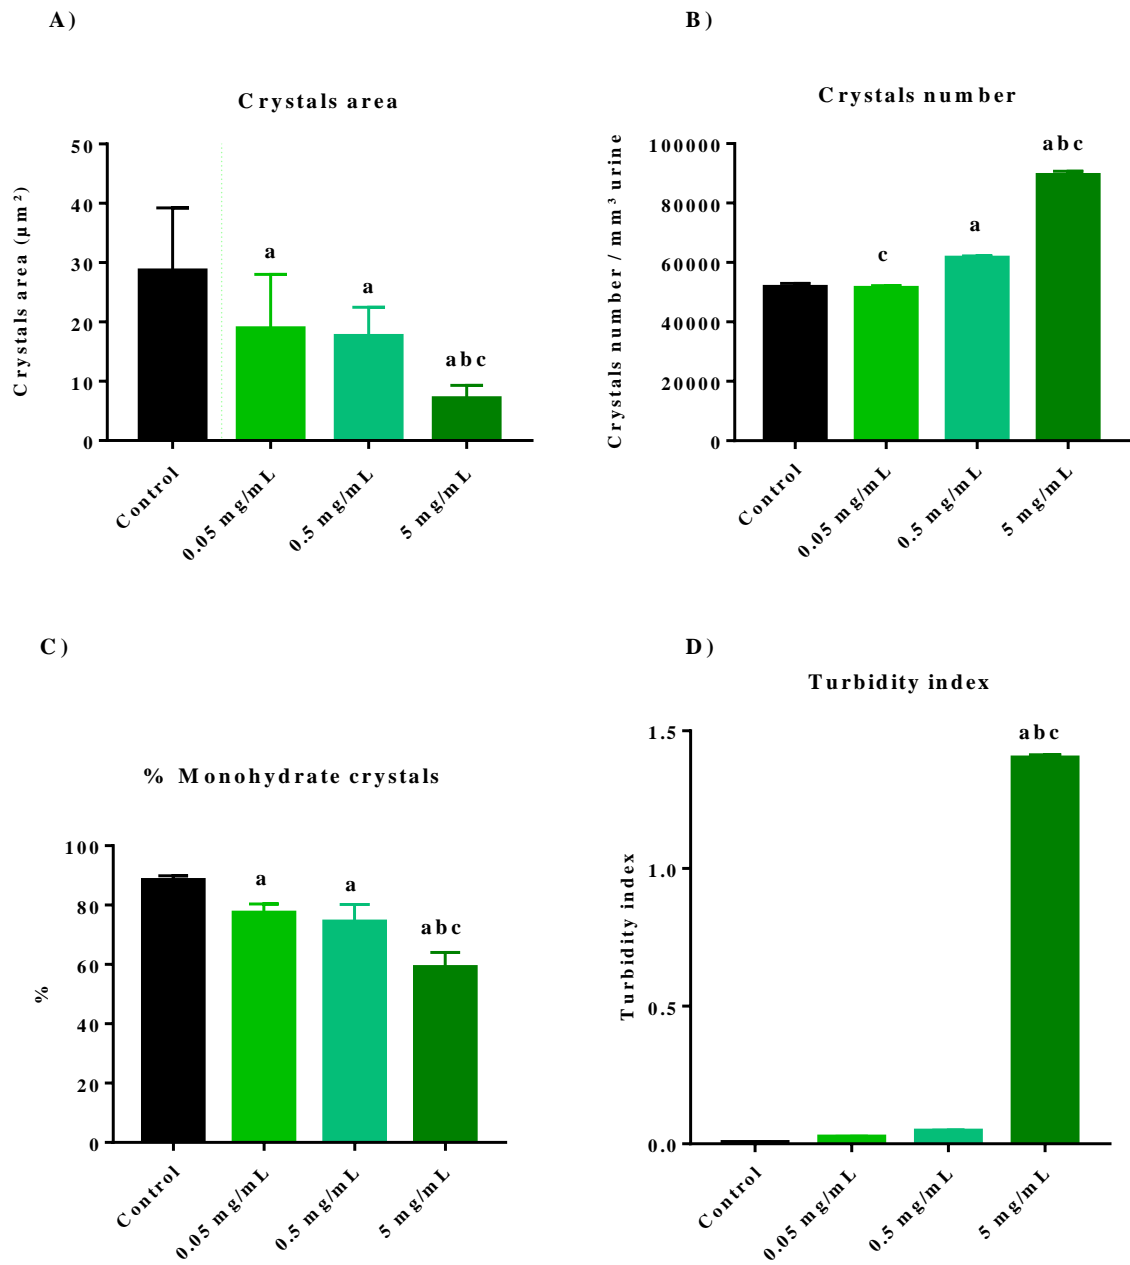 A)
Crystals area
Crystals area (µm²)
50
40
30
20
10
0
a
a
abc
Control
0.05 mg/mL
0.5 mg/mL
5 mg/mL
B)
Crystals number
Crystals number / mm³ urine
100000
80000
60000
40000
20000
0
c
a
abc
Control
0.05 mg/mL
0.5 mg/mL
5 mg/mL
C)
% Monohydrate crystals
%
100
80
60
40
20
0
a
a
abc
Control
0.05 mg/mL
0.5 mg/mL
5 mg/mL
D)
Turbidity index
Turbidity index
1.5
1.0
0.5
0.0
abc
Control
0.05 mg/mL
0.5 mg/mL
5 mg/mL